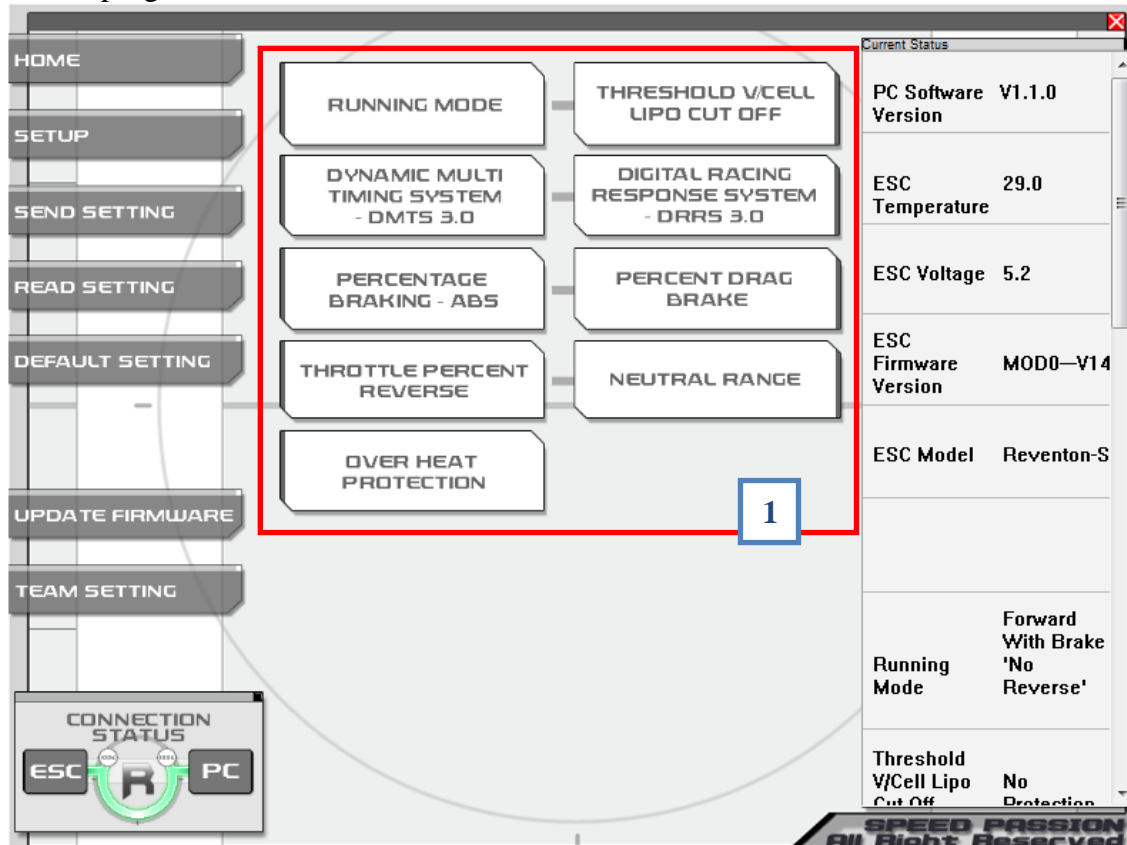 Current Status
HOME
SETUP
SEND SETTING
READ SETTING
DEFAULT SETTING
UPDATE FIRMWARE
TEAM SETTING
CONNECTION
STATUS
ESC
R
PC
RUNNING MODE
THRESHOLD V/CELL
LIPO CUT OFF
DYNAMIC MULTI
TIMING SYSTEM
- DMTS 3.0
DIGITAL RACING
RESPONSE SYSTEM
- DRRS 3.0
PERCENTAGE
BRAKING - ABS
PERCENT DRAG
BRAKE
THROTTLE PERCENT
REVERSE
NEUTRAL RANGE
OVER HEAT
PROTECTION
1
PC Software V1.1.0
Version
ESC 29.0
Temperature
ESC Voltage 5.2
ESC
Firmware MOD0—V14
Version
ESC Model Reventon-S
Forward
With Brake
Running 'No
Mode Reverse'
Threshold
V/Cell Lipo No
Cut Off Protection
SPEED PASSION
All Right Reserved